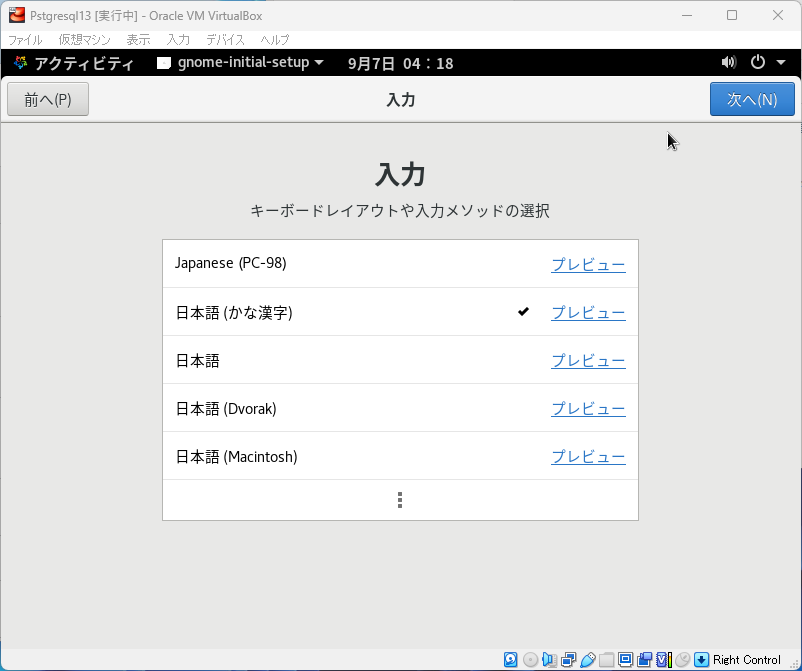 Pstgresql13 [実行中] - Oracle VM VirtualBox
ファイル 仮想マシン 表示 入力 デバイス ヘルプ
アクティビティ gnome-initial-setup 9月7日 04：18
前へ(P) 入力 次へ(N)
入力
キーボードレイアウトや入力メソッドの選択
Japanese (PC-98) プレビュー
日本語 (かな漢字) プレビュー
日本語 プレビュー
日本語 (Dvorak) プレビュー
日本語 (Macintosh) プレビュー
Right Control